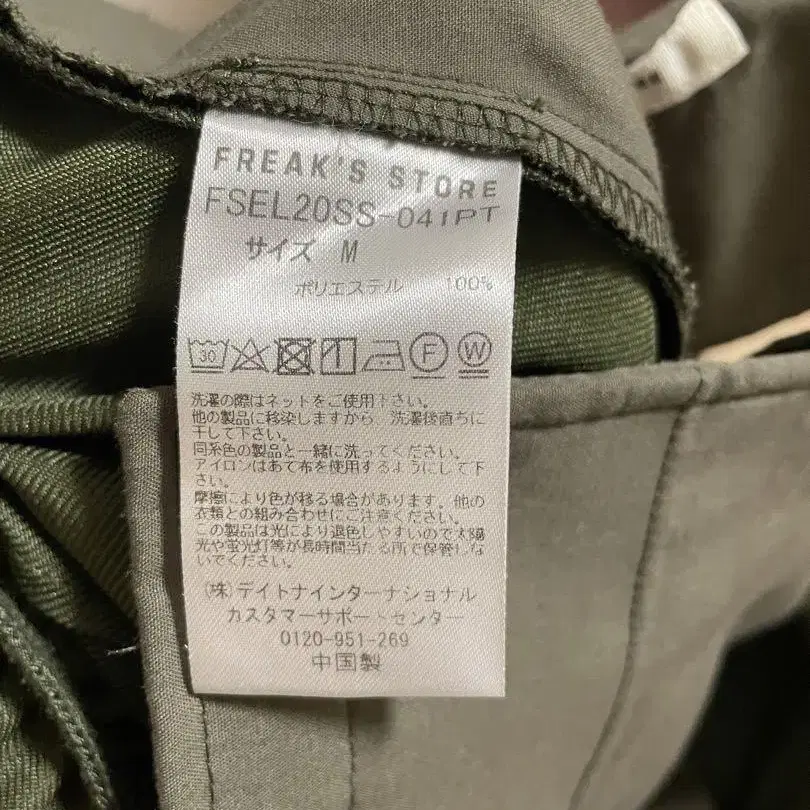 FREAK'S STORE
FSEL20SS-041PT
サイズ M
ポリエステル 100%
30 F W
洗濯の際はネットをご使用下さい。
他の製品に移染しますから、洗濯後直ちに
干して下さい。
同系色の製品と一緒に洗ってください。
アイロンはあて布を使用するようにして下
さい。
摩擦により色が移る場合があります。他の
衣類との組み合わせにご注意ください。
この製品は光により退色しやすいので太陽
光や蛍光灯等が長時間当たる所で保管しな
いでください。
(株)デイトナインターナショナル
カスタマーサポートセンター
0120-951-269
中国製